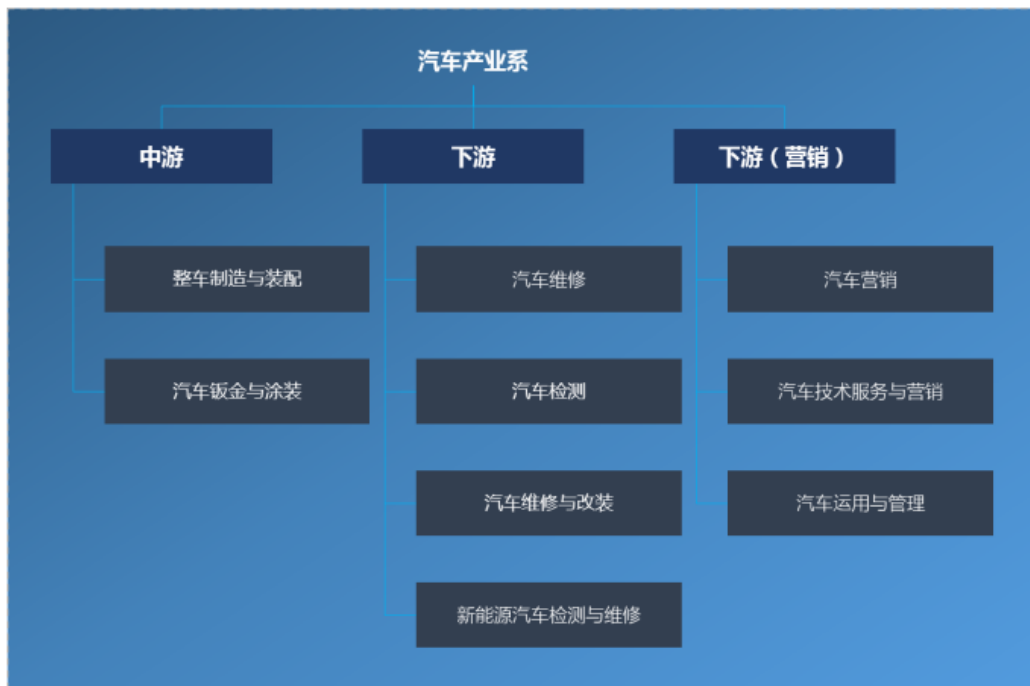 汽车产业系
中游
下游
下游（营销）
整车制造与装配
汽车维修
汽车营销
汽车钣金与涂装
汽车检测
汽车技术服务与营销
汽车维修与改装
汽车运用与管理
新能源汽车检测与维修